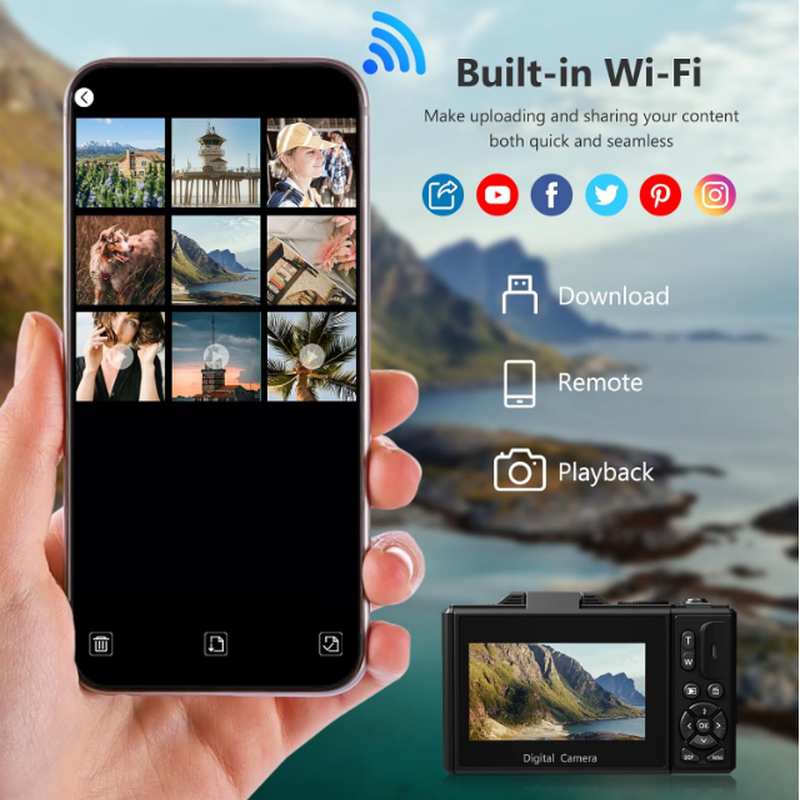 Built-in Wi-Fi
Make uploading and sharing your content
both quick and seamless
Download
Remote
Playback
T
W
OK
DISP
MENU
Digital Camera